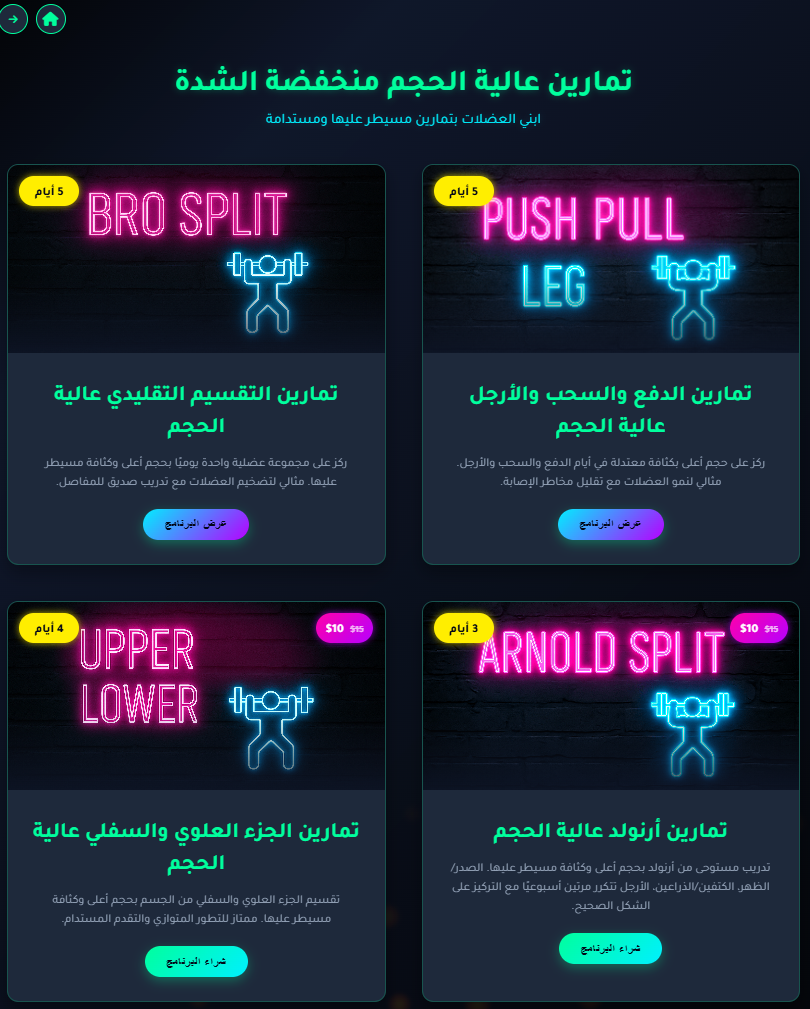 تمارين عالية الحجم منخفضة الشدة
ابني العضلات بتمارين مسيطر عليها ومستدامة
5 أيام
PUSH PULL
LEG
تمارين الدفع والسحب والأرجل
عالية الحجم
ركز على حجم أعلى بكثافة معتدلة في أيام الدفع والسحب والأرجل.
مثالي لنمو العضلات مع تقليل مخاطر الإصابة.
عرض البرنامج
5 أيام
BRO SPLIT
تمارين التقسيم التقليدي عالية
الحجم
ركز على مجموعة عضلية واحدة يوميًا بحجم أعلى وكثافة مسيطر
عليها. مثالي لتضخيم العضلات مع تدريب صديق للمفاصل.
عرض البرنامج
$10 $15
3 أيام
ARNOLD SPLIT
تمارين أرنولد عالية الحجم
تدريب مستوحى من أرنولد بحجم أعلى وكثافة مسيطر عليها. الصدر/
الظهر، الكتفين/الذراعين، الأرجل تتكرر مرتين أسبوعيًا مع التركيز على
الشكل الصحيح.
شراء البرنامج
$10 $15
4 أيام
UPPER
LOWER
تمارين الجزء العلوي والسفلي عالية
الحجم
تقسيم الجزء العلوي والسفلي من الجسم بحجم أعلى وكثافة
مسيطر عليها. ممتاز للتطور المتوازي والتقدم المستدام.
شراء البرنامج